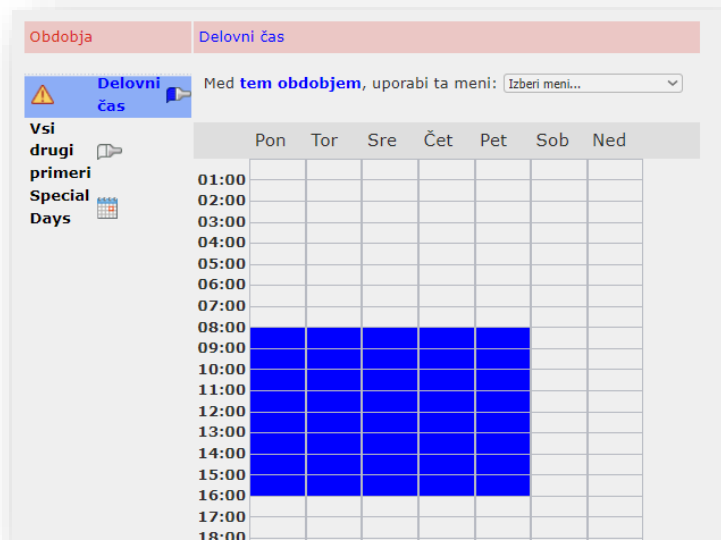 Obdobja
Delovni čas
Delovni
čas
Med tem obdobjem, uporabi ta meni: Izberi meni...
Vsi
drugi
primeri
Special
Days
Pon Tor Sre Čet Pet Sob Ned
01:00
02:00
03:00
04:00
05:00
06:00
07:00
08:00
09:00
10:00
11:00
12:00
13:00
14:00
15:00
16:00
17:00
18:00